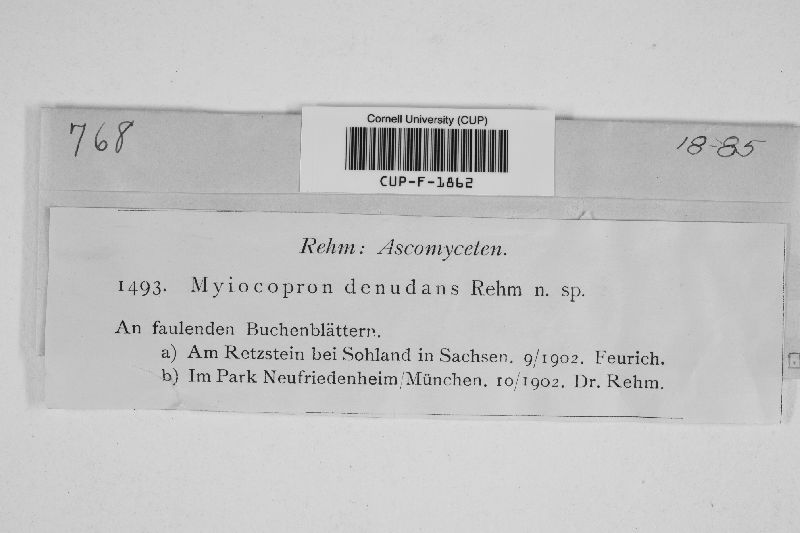 Cornell University (CUP)
768
18-85
CUP-F-1862
Rehm: Ascomyceten.
1493. Myiocopron denudans Rehm n. sp.
An faulenden Buchenblättern.
a) Am Retzstein bei Sohland in Sachsen. 9/1902. Feurich.
b) Im Park Neufriedenheim/München. 10/1902. Dr. Rehm.